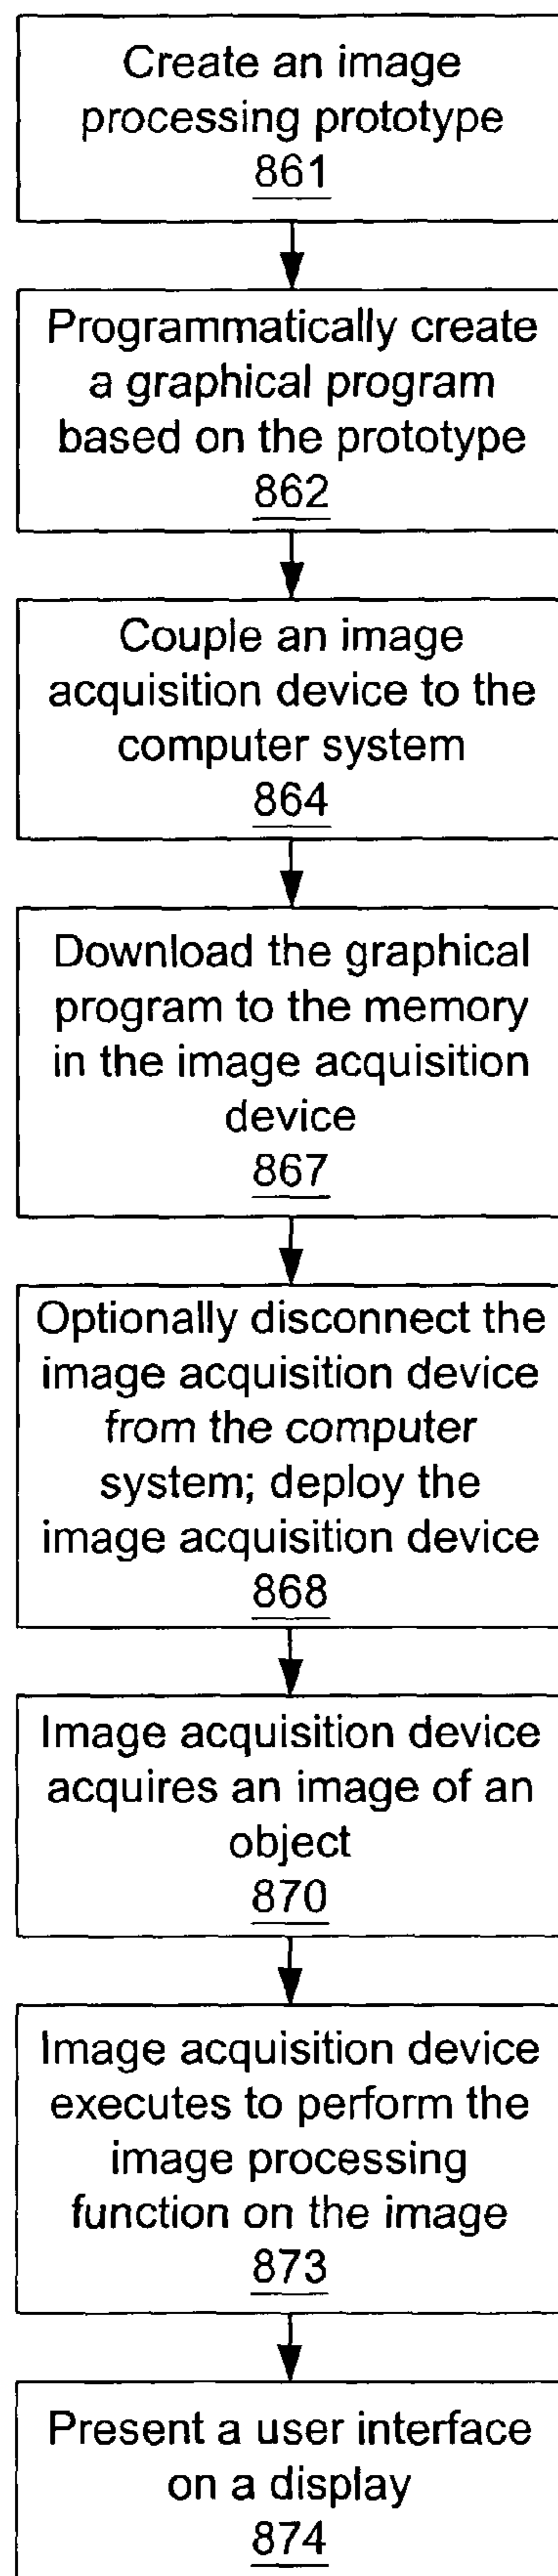 Create an image
processing prototype
861
Programmatically create
a graphical program
based on the prototype
862
Couple an image
acquisition device to the
computer system
864
Download the graphical
program to the memory
in the image acquisition
device
867
Optionally disconnect the
image acquisition device
from the computer
system; deploy the
image acquisition device
868
Image acquisition device
acquires an image of an
object
870
Image acquisition device
executes to perform the
image processing
function on the image
873
Present a user interface
on a display
874